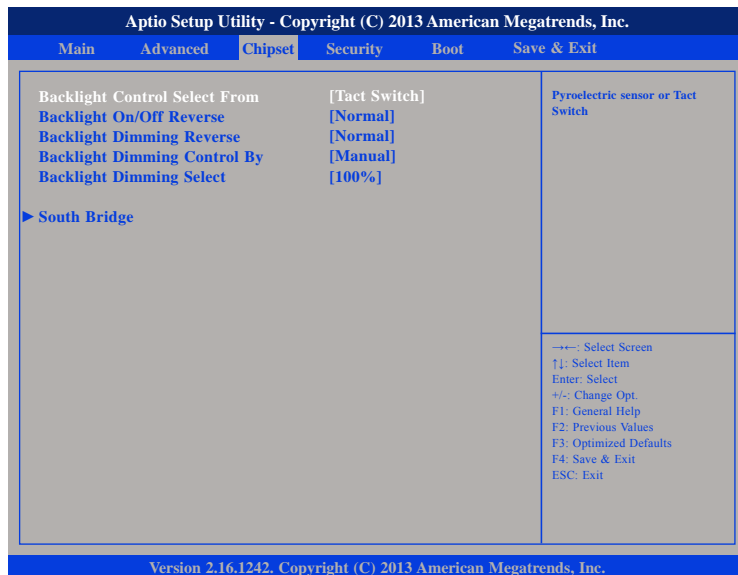 Aptio Setup Utility - Copyright (C) 2013 American Megatrends, Inc.
Main Advanced Chipset Security Boot Save & Exit
Backlight Control Select From [Tact Switch]
Backlight On/Off Reverse [Normal]
Backlight Dimming Reverse [Normal]
Backlight Dimming Control By [Manual]
Backlight Dimming Select [100%]
► South Bridge
Pyroelectric sensor or Tact
Switch
→←: Select Screen
↑↓: Select Item
Enter: Select
+/-: Change Opt.
F1: General Help
F2: Previous Values
F3: Optimized Defaults
F4: Save & Exit
ESC: Exit
Version 2.16.1242. Copyright (C) 2013 American Megatrends, Inc.